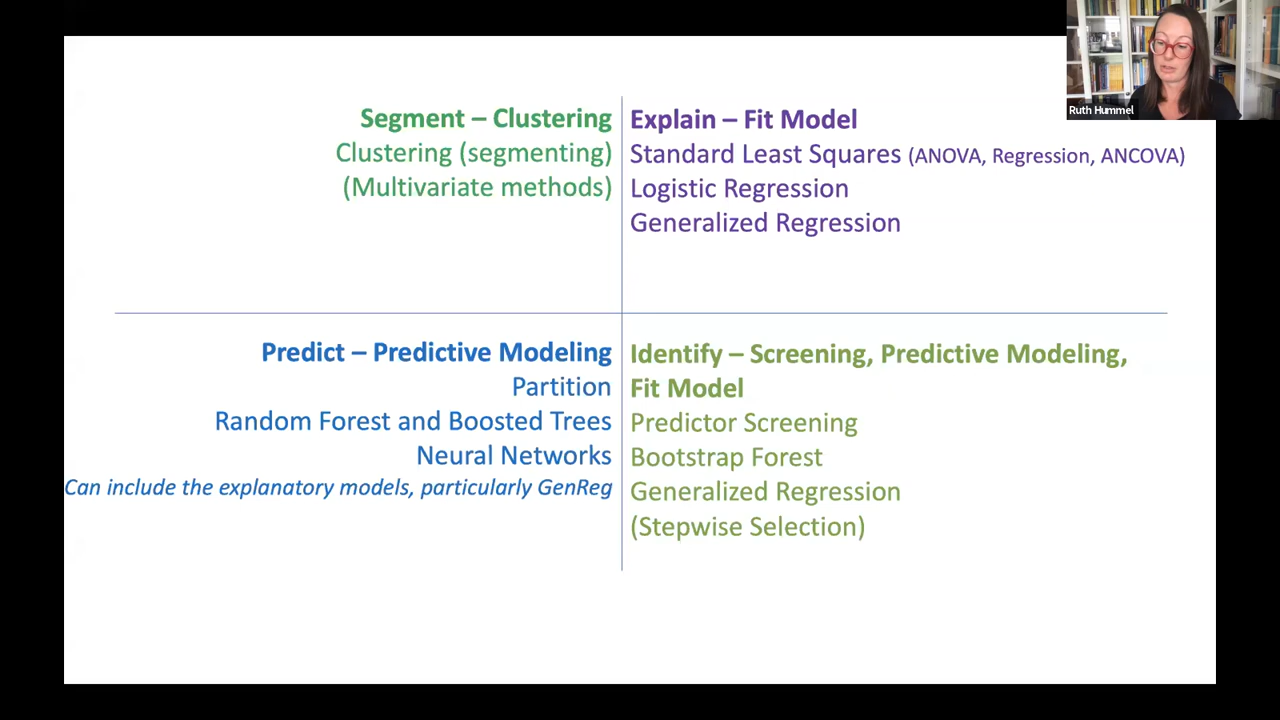 Ruth Hummel
Segment – Clustering
Clustering (segmenting)
(Multivariate methods)
Explain – Fit Model
Standard Least Squares (ANOVA, Regression, ANCOVA)
Logistic Regression
Generalized Regression
Predict – Predictive Modeling
Partition
Random Forest and Boosted Trees
Neural Networks
Can include the explanatory models, particularly GenReg
Identify – Screening, Predictive Modeling,
Fit Model
Predictor Screening
Bootstrap Forest
Generalized Regression
(Stepwise Selection)